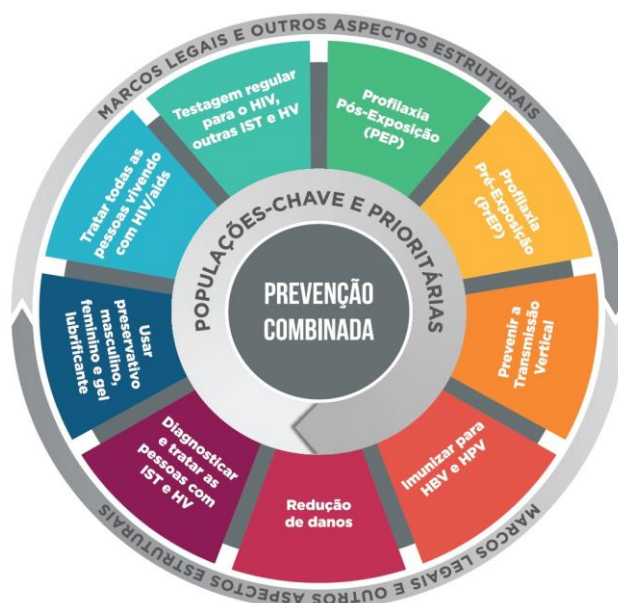 MARCOS LEGAIS E OUTROS ASPECTOS ESTRUTURAIS
Testagem regular
para o HIV,
outras IST e HV
Profilaxia
Pós-Exposição
(PEP)
Profilaxia
Pré-Exposição
(PrEP)
Prevenir a
Transmissão
Vertical
Imunizar para
HBV e HPV
Redução
de danos
Diagnosticar
e tratar as
pessoas com
IST e HV
Usar
preservativo
masculino,
feminino e gel
lubrificante
Tratar todas as
pessoas vivendo
com HIV/aids
POPULAÇÕES-CHAVE E PRIORITÁRIAS
PREVENÇÃO
COMBINADA
MARCOS LEGAIS E OUTROS ASPECTOS ESTRUTURAIS